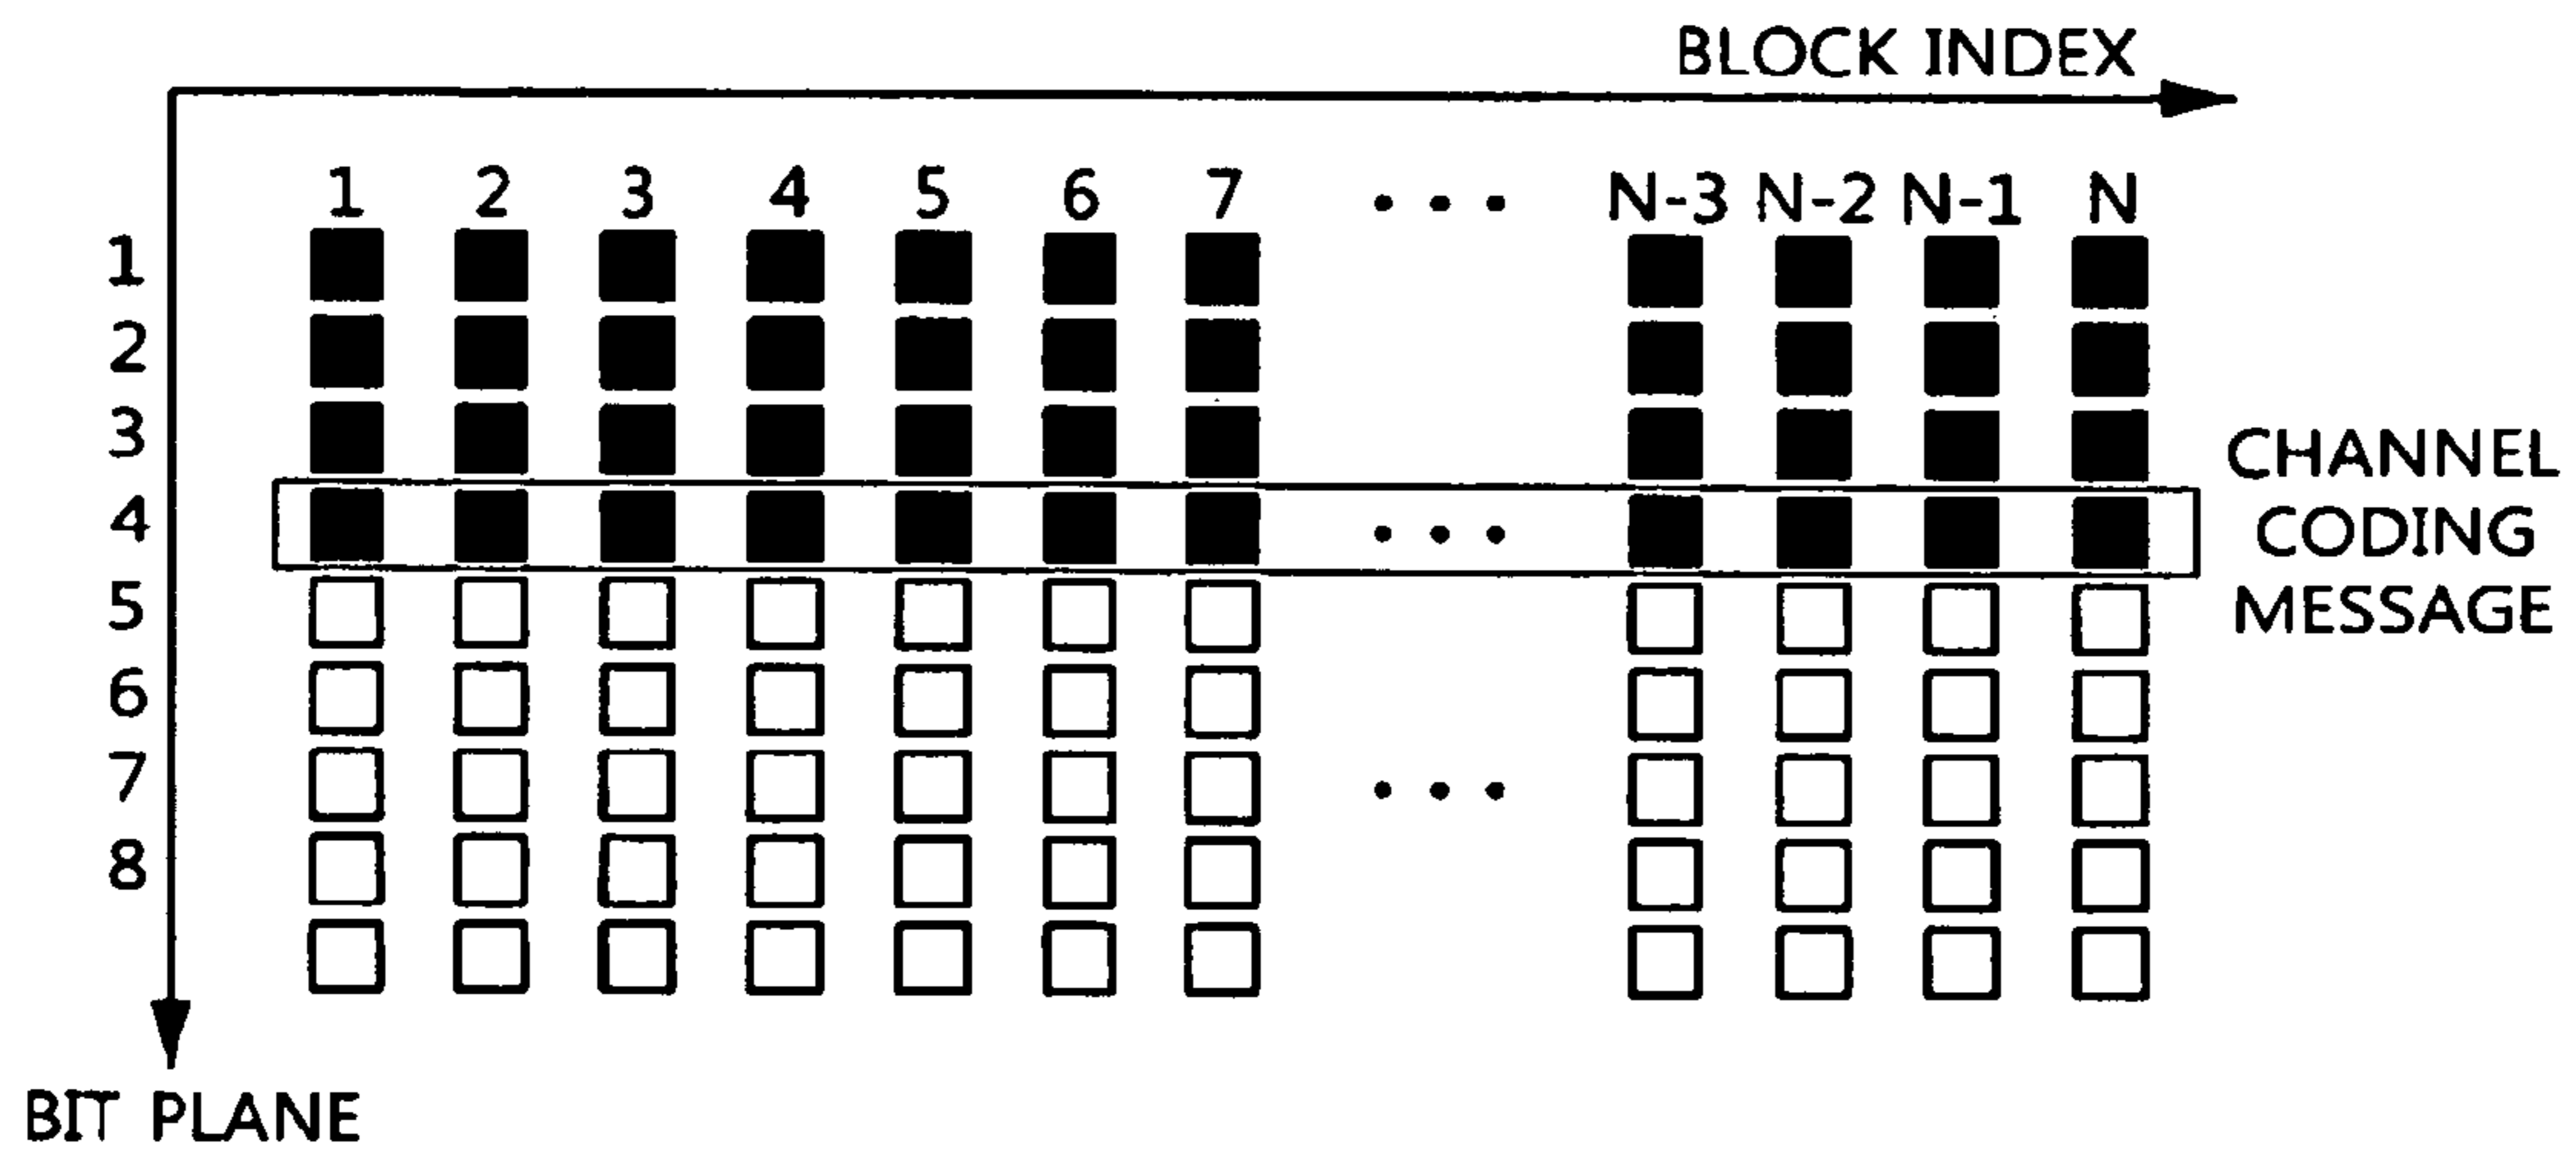 BLOCK INDEX
1 2 3 4 5 6 7 • • • N-3 N-2 N-1 N
1
2
3
4 • • •
5
6
7 • • •
8
CHANNEL
CODING
MESSAGE
BIT PLANE